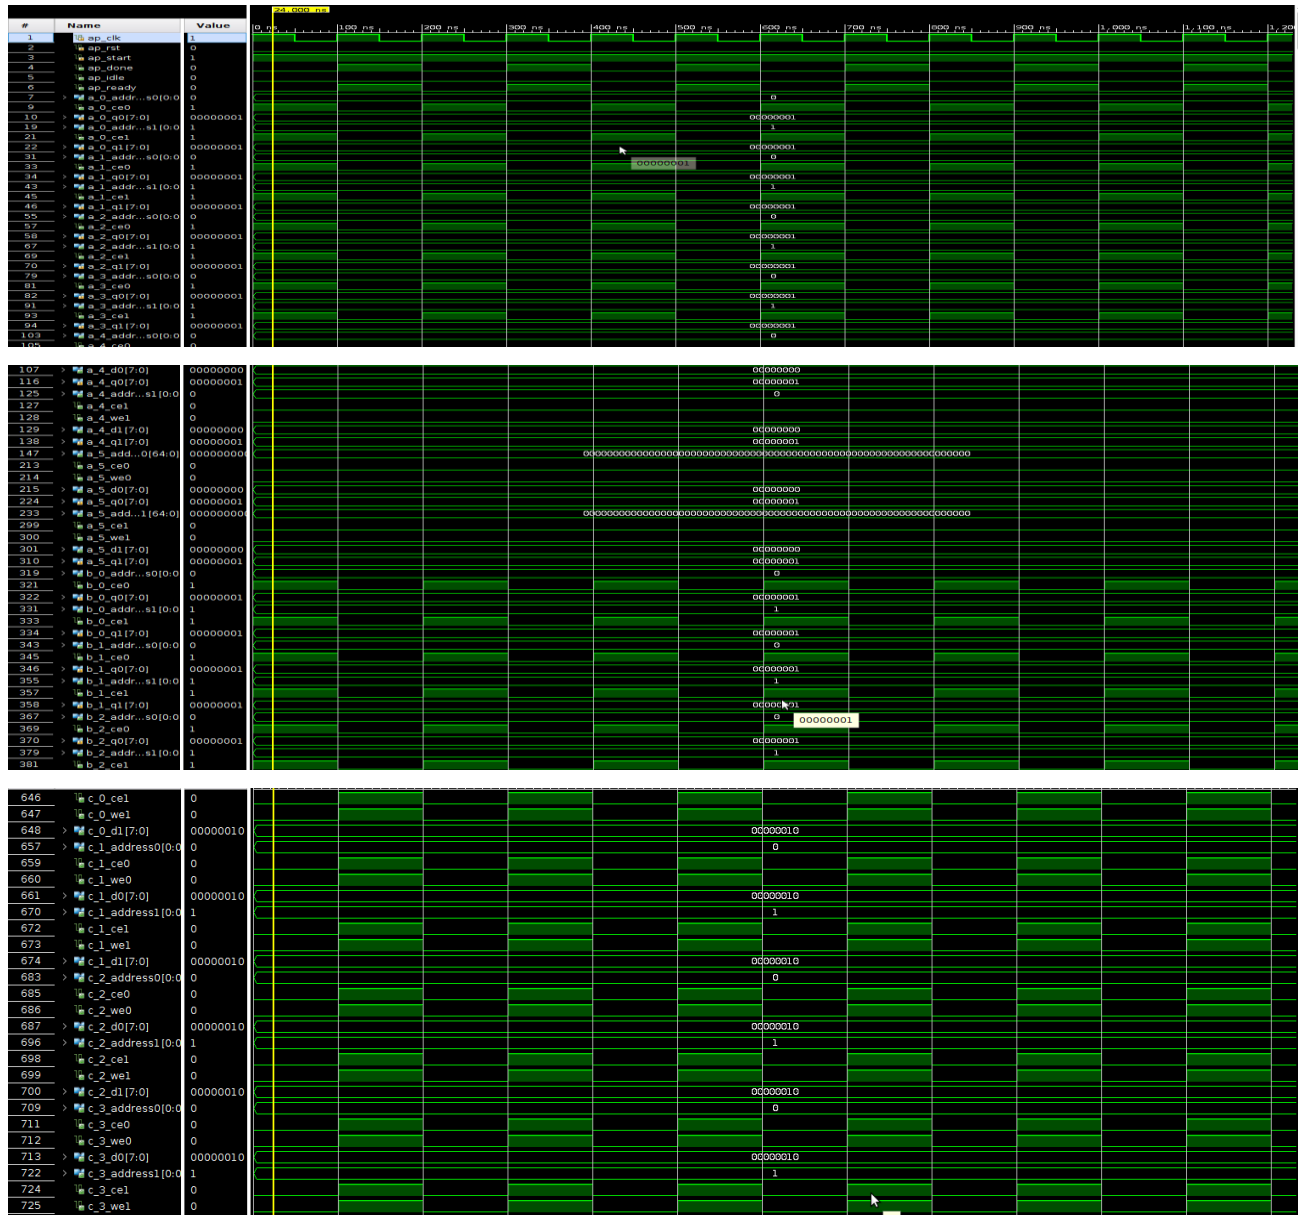 24.000 ns
# Name Value 0 ns 100 ns 200 ns 300 ns 400 ns 500 ns 600 ns 700 ns 800 ns 900 ns 1,000 ns 1,100 ns 1,200
1 ap_clk 1
2 ap_rst 0
3 ap_start 1
4 ap_done 0
5 ap_idle 0
6 ap_ready 0
7 > a_0_addr...s0[0:0 0 0
9 a_0_ce0 1
10 > a_0_q0[7:0] 00000001 00000001
19 > a_0_addr...s1[0:0 1 1
21 a_0_ce1 1
22 > a_0_q1[7:0] 00000001 00000001
31 > a_1_addr...s0[0:0 0 0
33 a_1_ce0 1 00000001
34 > a_1_q0[7:0] 00000001 00000001
43 > a_1_addr...s1[0:0 1 1
45 a_1_ce1 1
46 > a_1_q1[7:0] 00000001 00000001
55 > a_2_addr...s0[0:0 0 0
57 a_2_ce0 1
58 > a_2_q0[7:0] 00000001 00000001
67 > a_2_addr...s1[0:0 1 1
69 a_2_ce1 1
70 > a_2_q1[7:0] 00000001 00000001
79 > a_3_addr...s0[0:0 0 0
81 a_3_ce0 1
82 > a_3_q0[7:0] 00000001 00000001
91 > a_3_addr...s1[0:0 1 1
93 a_3_ce1 1
94 > a_3_q1[7:0] 00000001 00000001
103 > a_4_addr...s0[0:0 0 0
105 a_4_ce0
107 > a_4_d0[7:0] 00000000 00000000
116 > a_4_q0[7:0] 00000001 00000001
125 > a_4_addr...s1[0:0 0 0
127 a_4_ce1 0
128 a_4_we1 0
129 > a_4_d1[7:0] 00000000 00000000
138 > a_4_q1[7:0] 00000001 00000001
147 > a_5_add...0[64:0]
213 a_5_ce0 0
214 a_5_we0 0
215 > a_5_d0[7:0] 00000000 00000000
224 > a_5_q0[7:0] 00000001 00000001
233 > a_5_add...1[64:0]
299 a_5_ce1 0
300 a_5_we1 0
301 > a_5_d1[7:0] 00000000 00000000
310 > a_5_q1[7:0] 00000001 00000001
319 > b_0_addr...s0[0:0 0 0
321 b_0_ce0 1
322 > b_0_q0[7:0] 00000001 00000001
331 > b_0_addr...s1[0:0 1 1
333 b_0_ce1 1
334 > b_0_q1[7:0] 00000001 00000001
343 > b_1_addr...s0[0:0 0 0
345 b_1_ce0 1
346 > b_1_q0[7:0] 00000001 00000001
355 > b_1_addr...s1[0:0 1 1
357 b_1_ce1 1
358 > b_1_q1[7:0] 00000001 00000001
367 > b_2_addr...s0[0:0 0 0 00000001
369 b_2_ce0 1
370 > b_2_q0[7:0] 00000001 00000001
379 > b_2_addr...s1[0:0 1 1
381 b_2_ce1 1
646 c_0_ce1 0
647 c_0_we1 0
648 > c_0_d1[7:0] 00000010 00000010
657 > c_1_address0[0:0 0 0
659 c_1_ce0 0
660 c_1_we0 0
661 > c_1_d0[7:0] 00000010 00000010
670 > c_1_address1[0:0 1 1
672 c_1_ce1 0
673 c_1_we1 0
674 > c_1_d1[7:0] 00000010 00000010
683 > c_2_address0[0:0 0 0
685 c_2_ce0 0
686 c_2_we0 0
687 > c_2_d0[7:0] 00000010 00000010
696 > c_2_address1[0:0 1 1
698 c_2_ce1 0
699 c_2_we1 0
700 > c_2_d1[7:0] 00000010 00000010
709 > c_3_address0[0:0 0 0
711 c_3_ce0 0
712 c_3_we0 0
713 > c_3_d0[7:0] 00000010 00000010
722 > c_3_address1[0:0 1 1
724 c_3_ce1 0
725 c_3_we1 0